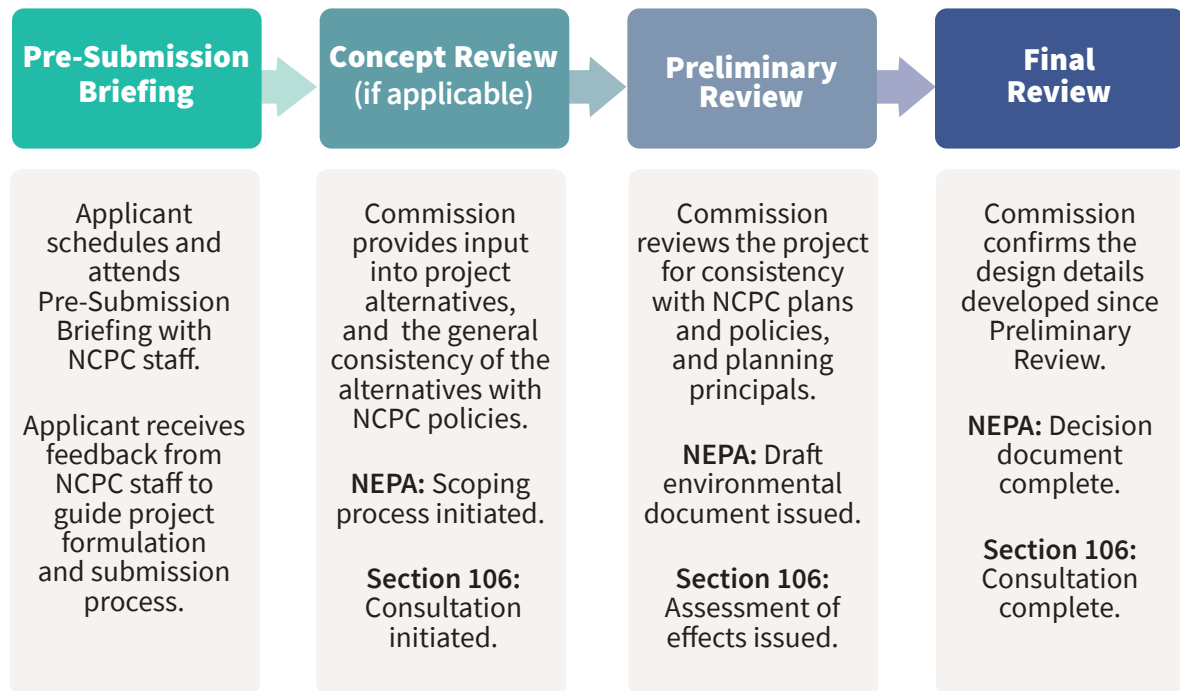 Pre-Submission
Briefing
Concept Review
(if applicable)
Preliminary
Review
Final
Review
Applicant
schedules and
attends
Pre-Submission
Briefing with
NCPC staff.
Applicant receives
feedback from
NCPC staff to
guide project
formulation
and submission
process.
Commission
provides input
into project
alternatives,
and the general
consistency of the
alternatives with
NCPC policies.
NEPA: Scoping
process initiated.
Section 106:
Consultation
initiated.
Commission
reviews the project
for consistency
with NCPC plans
and policies,
and planning
principals.
NEPA: Draft
environmental
document issued.
Section 106:
Assessment of
effects issued.
Commission
confirms the
design details
developed since
Preliminary
Review.
NEPA: Decision
document
complete.
Section 106:
Consultation
complete.